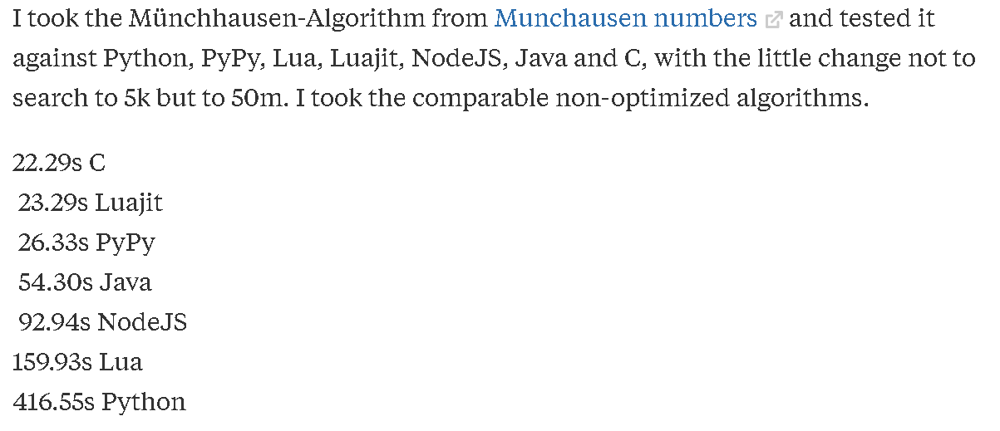 I took the Münchhausen-Algorithm from Munchausen numbers and tested it
against Python, PyPy, Lua, Luajit, NodeJS, Java and C, with the little change not to
search to 5k but to 50m. I took the comparable non-optimized algorithms.
22.29s C
23.29s Luajit
26.33s PyPy
54.30s Java
92.94s NodeJS
159.93s Lua
416.55s Python